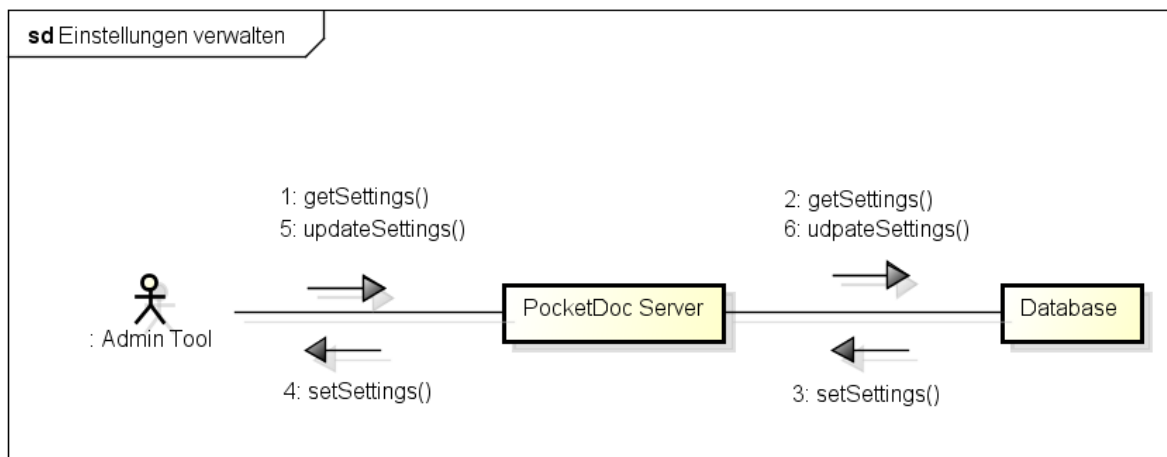 sd Einstellungen verwalten
1: getSettings()
5: updateSettings()
2: getSettings()
6: udpateSettings()
PocketDoc Server
Database
: Admin Tool
4: setSettings()
3: setSettings()